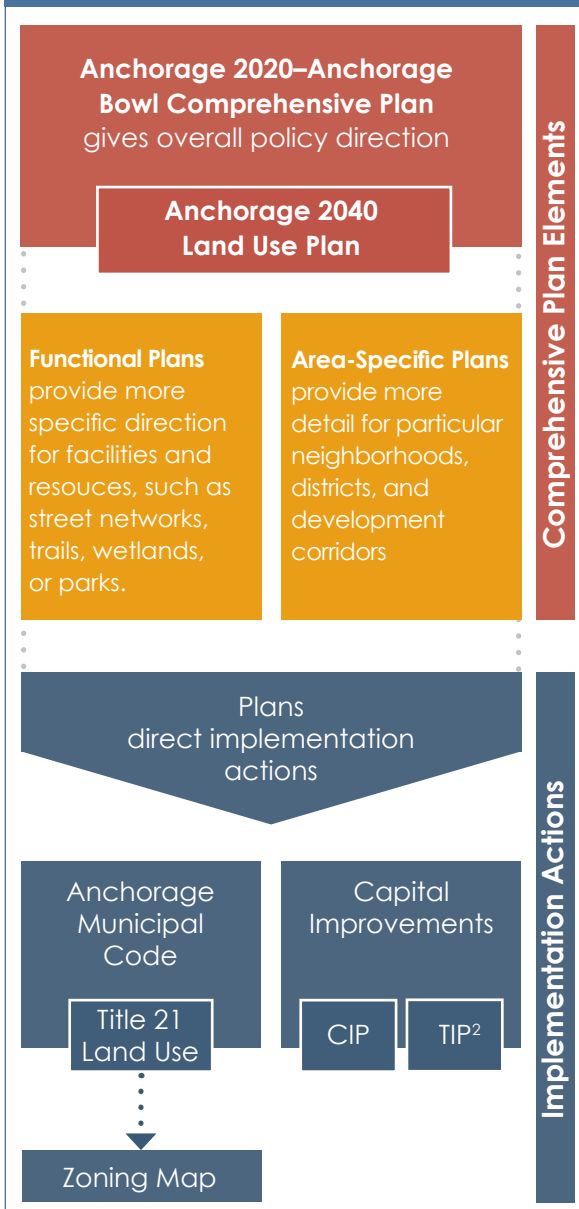 Anchorage 2020–Anchorage
Bowl Comprehensive Plan
gives overall policy direction
Anchorage 2040
Land Use Plan
Functional Plans
provide more
specific direction
for facilities and
resouces, such as
street networks,
trails, wetlands,
or parks.
Area-Specific Plans
provide more
detail for particular
neighborhoods,
districts, and
development
corridors
Comprehensive Plan Elements
Plans
direct implementation
actions
Anchorage
Municipal
Code
Title 21
Land Use
Capital
Improvements
CIP
TIP²
Zoning Map
Implementation Actions